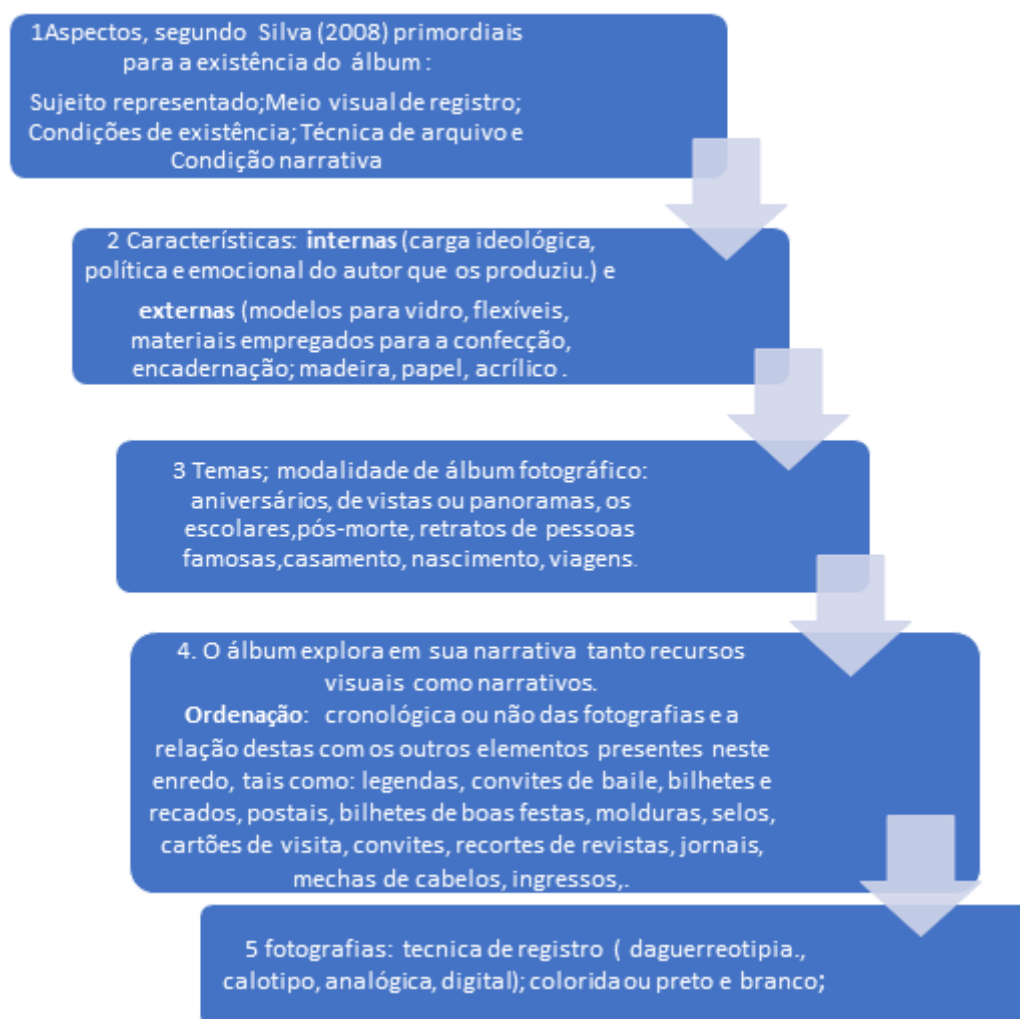 1Aspectos, segundo Silva (2008) primordiais
para a existência do álbum :
Sujeito representado;Meio visual de registro;
Condições de existência; Técnica de arquivo e
Condição narrativa
2 Características: internas (carga ideológica,
política e emocional do autor que os produziu.) e
externas (modelos para vidro, flexíveis,
materiais empregados para a confecção,
encadernação; madeira, papel, acrílico .
3 Temas; modalidade de álbum fotográfico:
aniversários, de vistas ou panoramas, os
escolares,pós-morte, retratos de pessoas
famosas,casamento, nascimento, viagens.
4. O álbum explora em sua narrativa tanto recursos
visuais como narrativos.
Ordenação: cronológica ou não das fotografias e a
relação destas com os outros elementos presentes neste
enredo, tais como: legendas, convites de baile, bilhetes e
recados, postais, bilhetes de boas festas, molduras, selos,
cartões de visita, convites, recortes de revistas, jornais,
mechas de cabelos, ingressos,.
5 fotografias: tecnica de registro ( daguerreotipia.,
calotipo, analógica, digital); colorida ou preto e branco;